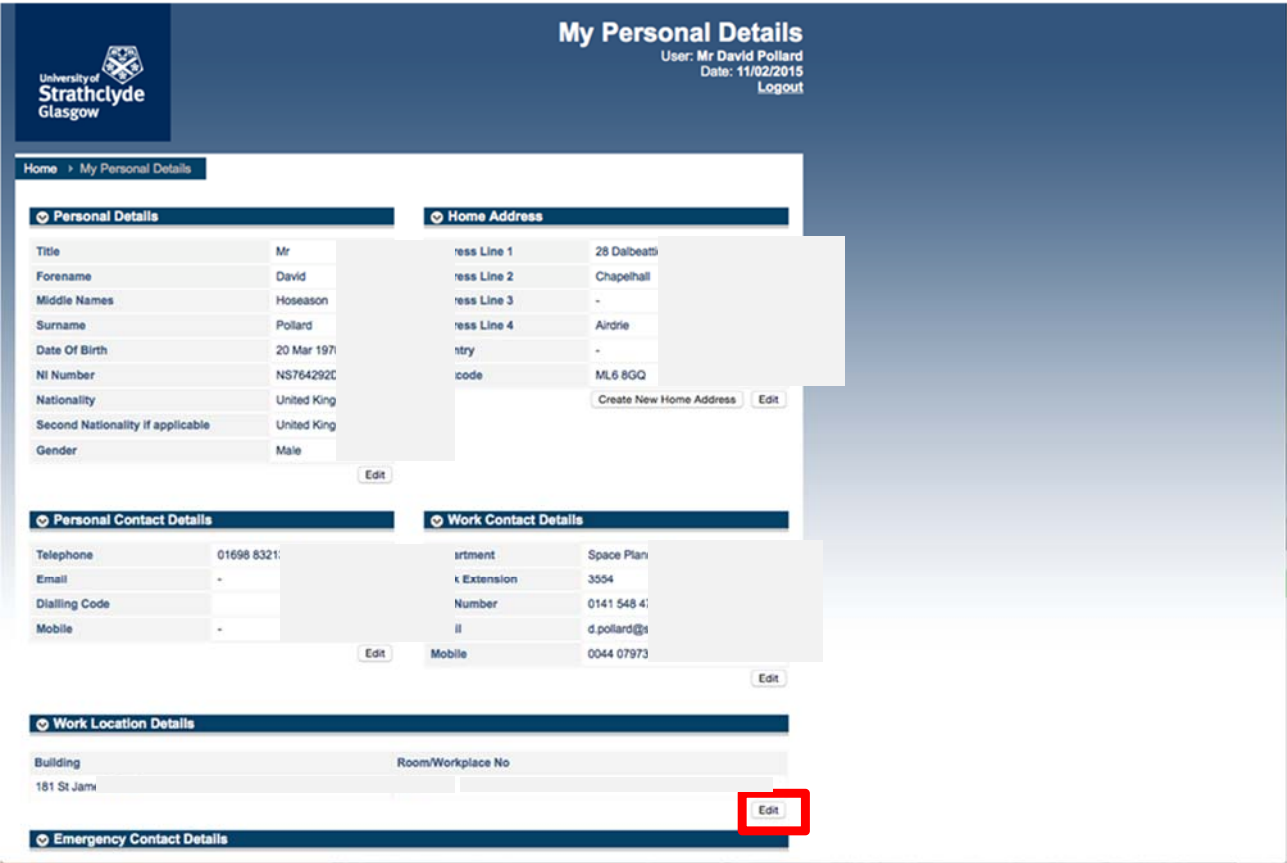 University of
Strathclyde
Glasgow
My Personal Details
User: Mr David Pollard
Date: 11/02/2015
Logout
Home › My Personal Details
Personal Details
Title Mr
Forename David
Middle Names Hoseason
Surname Pollard
Date Of Birth 20 Mar
NI Number
Nationality United King
Second Nationality if applicable United King
Gender Male
Edit
Home Address
ress Line 1 28 Dalbeatti
ress Line 2 Chapelhall
ress Line 3 -
ress Line 4 Airdrie
ntry -
code ML6 8GQ
Create New Home Address Edit
Personal Contact Details
Telephone 01698 8321
Email -
Dialling Code
Mobile -
Edit
Work Contact Details
artment Space Plan
k Extension 3554
Number 0141 548 4
il d.pollard@s
Mobile 0044 07973
Edit
Work Location Details
Building Room/Workplace No
181 St Jam
Edit
Emergency Contact Details